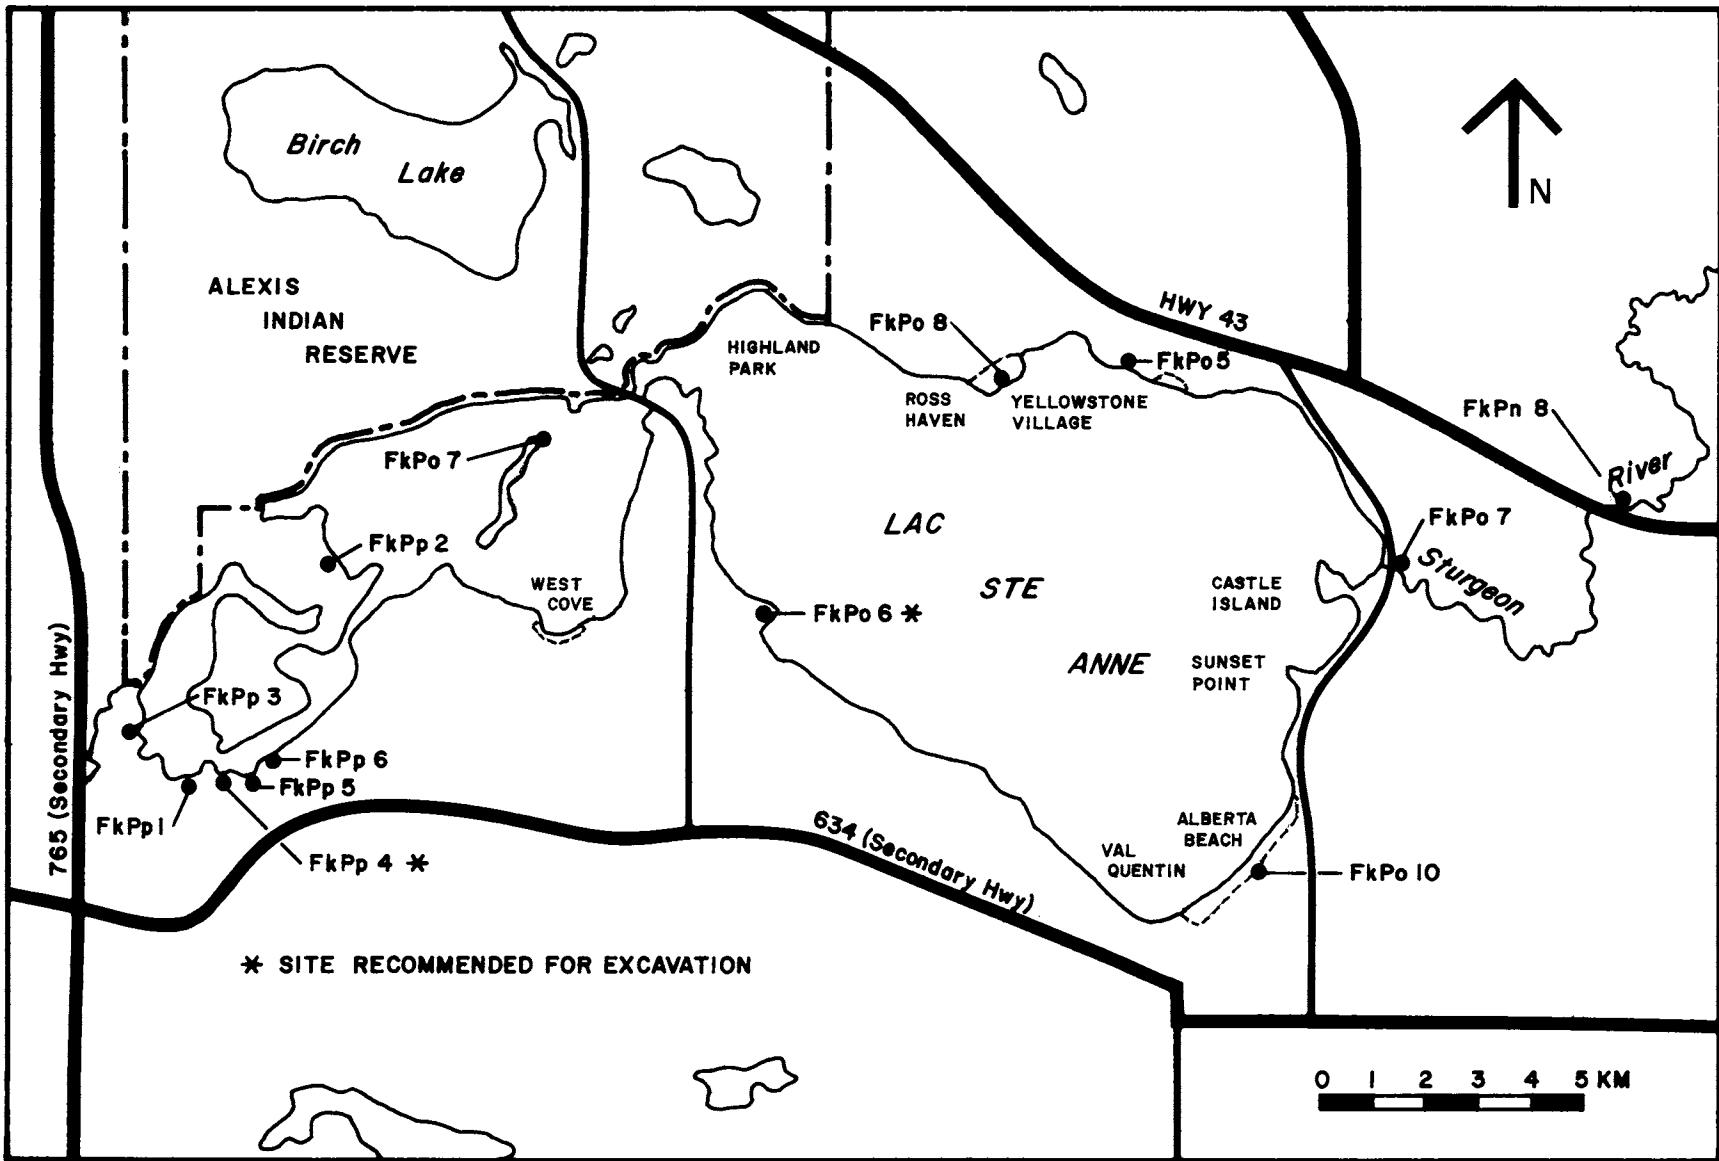 Birch
Lake
N
ALEXIS
INDIAN
RESERVE
HWY 43
FkPo 8
HIGHLAND
PARK
FkPo 5
ROSS
HAVEN
YELLOWSTONE
VILLAGE
FkPn 8
River
FkPo 7
LAC
FkPo 7
FkPp 2
Sturgeon
WEST
COVE
STE
CASTLE
ISLAND
FkPo 6 *
ANNE
SUNSET
POINT
FkPp 3
765 (Secondary Hwy)
FkPp 6
FkPp 5
FkPp 1
FkPp 4 *
634 (Secondary Hwy)
ALBERTA
BEACH
VAL
QUENTIN
FkPo 10
* SITE RECOMMENDED FOR EXCAVATION
0 1 2 3 4 5 KM